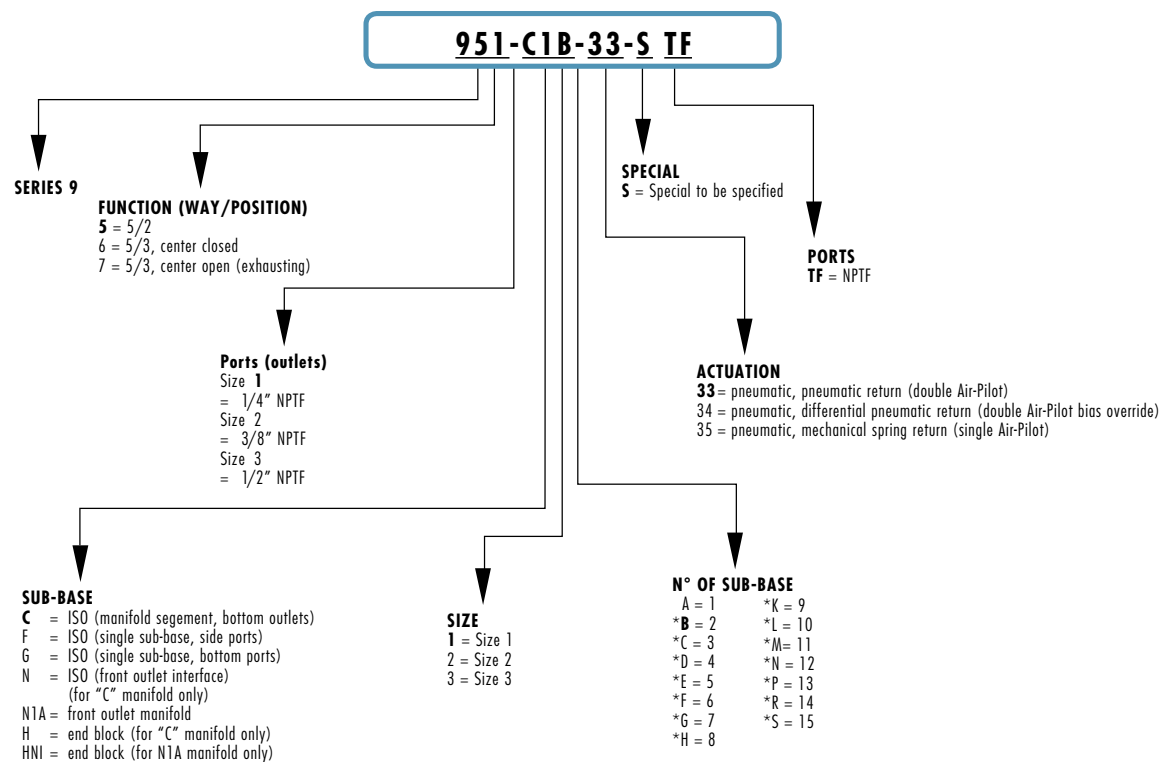 951-C1B-33-S TF
SERIES 9
FUNCTION (WAY/POSITION)
5 = 5/2
6 = 5/3, center closed
7 = 5/3, center open (exhausting)
SPECIAL
S = Special to be specified
PORTS
TF = NPTF
Ports (outlets)
Size 1
= 1/4" NPTF
Size 2
= 3/8" NPTF
Size 3
= 1/2" NPTF
ACTUATION
33 = pneumatic, pneumatic return (double Air-Pilot)
34 = pneumatic, differential pneumatic return (double Air-Pilot bias override)
35 = pneumatic, mechanical spring return (single Air-Pilot)
SUB-BASE
C = ISO (manifold segement, bottom outlets)
F = ISO (single sub-base, side ports)
G = ISO (single sub-base, bottom ports)
N = ISO (front outlet interface)
(for "C" manifold only)
N1A = front outlet manifold
H = end block (for "C" manifold only)
HNI = end block (for N1A manifold only)
SIZE
1 = Size 1
2 = Size 2
3 = Size 3
N° OF SUB-BASE
A = 1
*B = 2
*C = 3
*D = 4
*E = 5
*F = 6
*G = 7
*H = 8
*K = 9
*L = 10
*M= 11
*N = 12
*P = 13
*R = 14
*S = 15